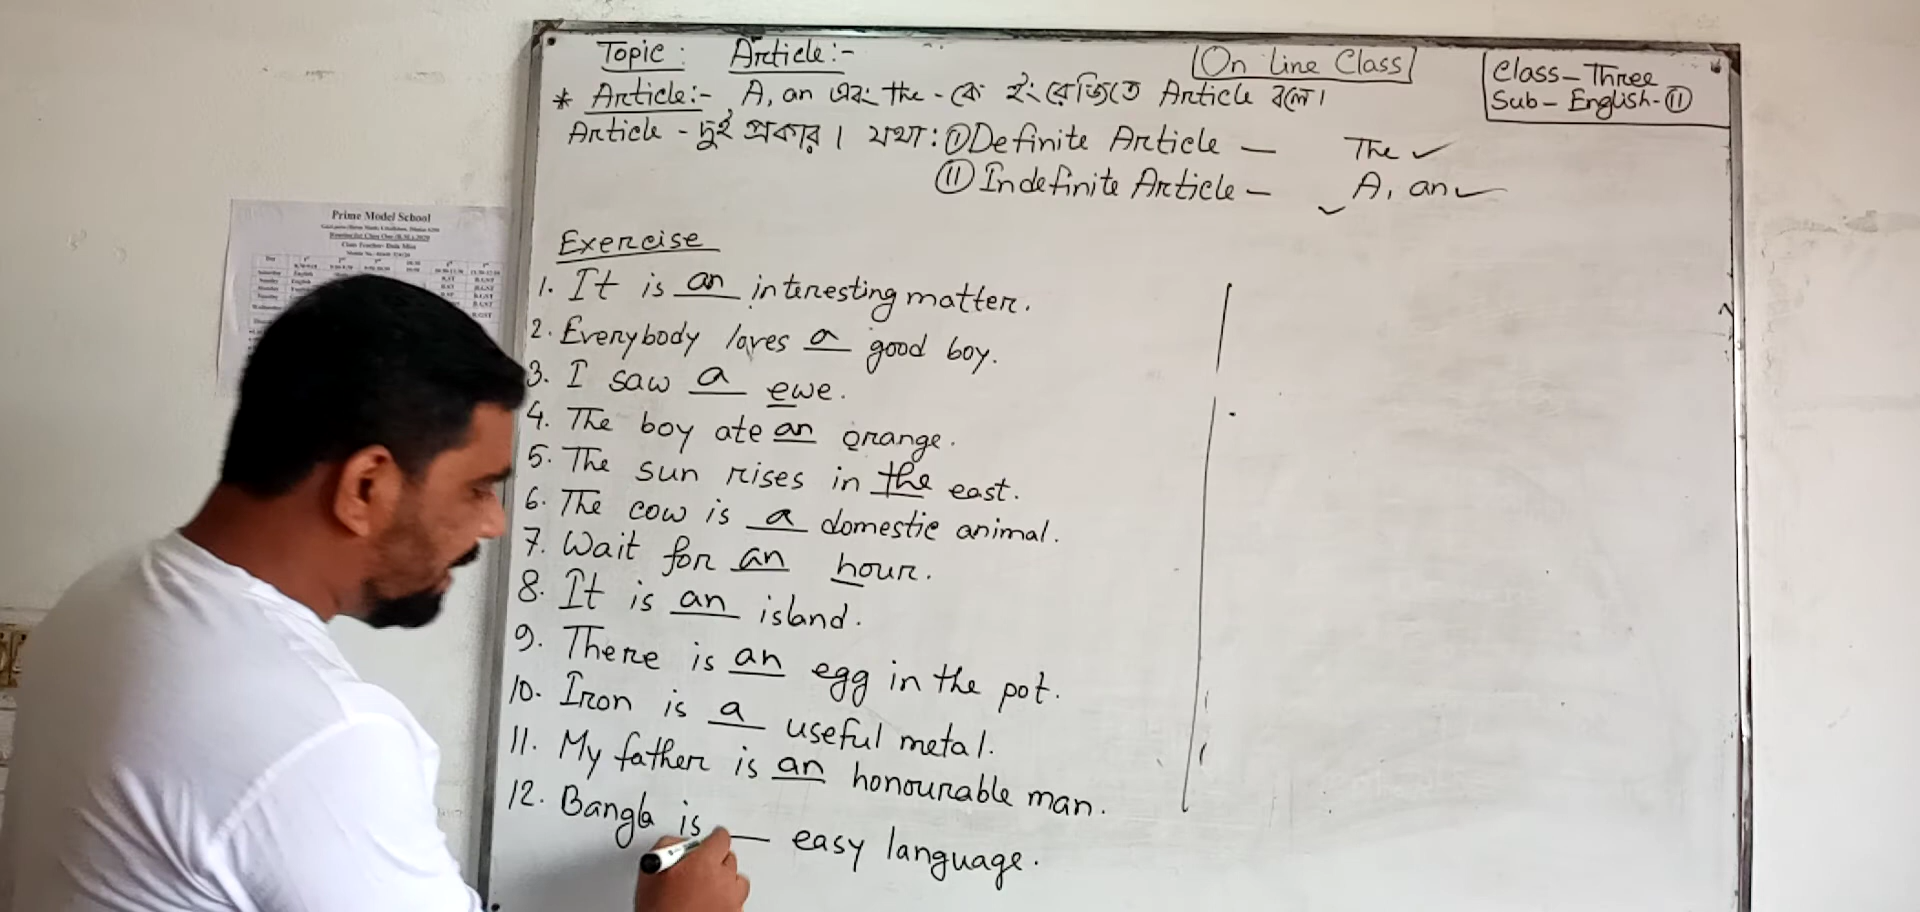 Topic : Article:-
On Line Class
Class-Three
Sub- English-II
* Article:- A, an এবং the - কে ইংরেজিতে Article বলে।
Article - দুই প্রকার। যথা: I Definite Article — The ✓
II Indefinite Article — ✓ A, an ✓
Exercise
1. It is an interesting matter.
2. Everybody loves a good boy.
3. I saw a ewe.
4. The boy ate an orange.
5. The sun rises in the east.
6. The cow is a domestic animal.
7. Wait for an hour.
8. It is an island.
9. There is an egg in the pot.
10. Iron is a useful metal.
11. My father is an honourable man.
12. Bangla is __ easy language.
Prime Model School